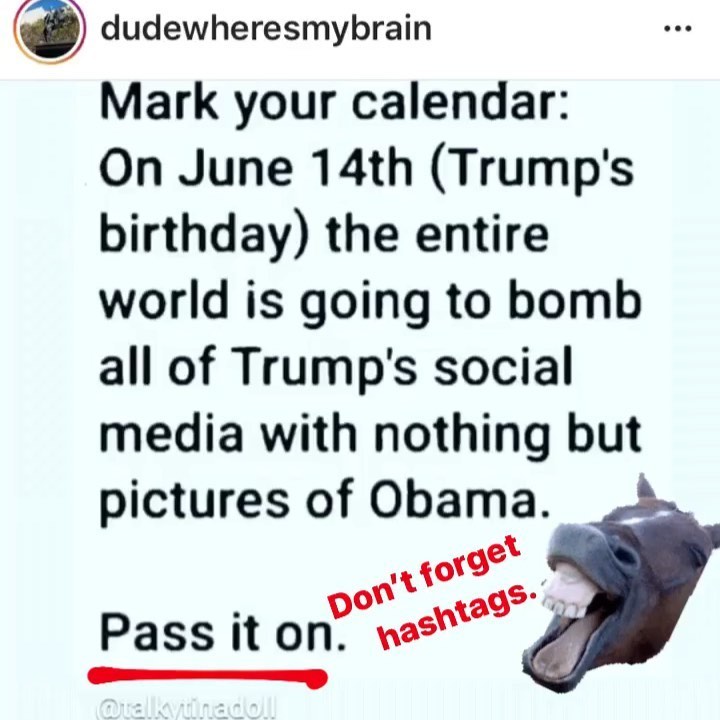 dudewheresmybrain
Mark your calendar:
On June 14th (Trump's
birthday) the entire
world is going to bomb
all of Trump's social
media with nothing but
pictures of Obama.
Don't forget
hashtags.
Pass it on.
@talkytinadoll